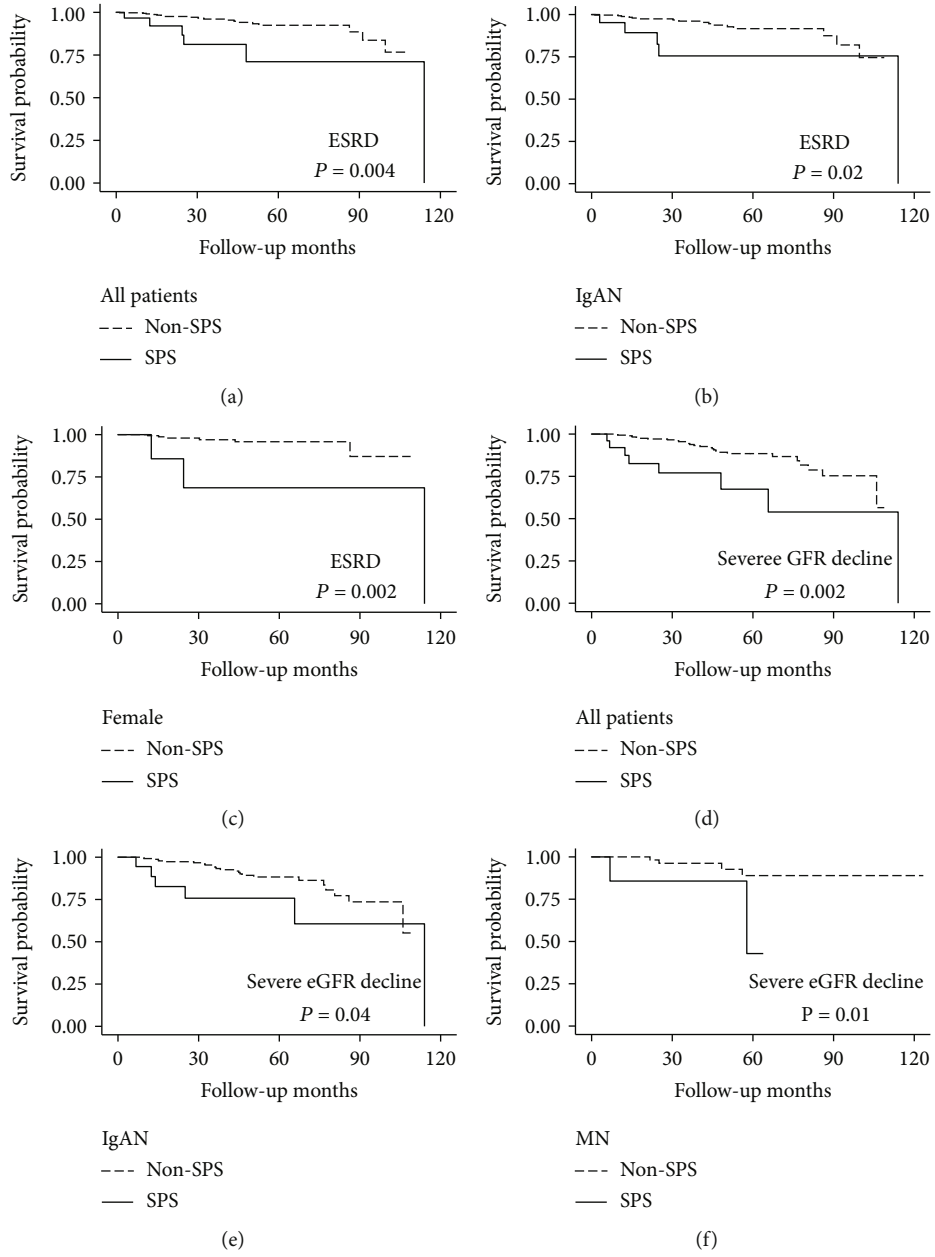 1.00
0.75
0.50
0.25
0.00
Survival probability
ESRD
P = 0.004
0 30 60 90 120
Follow-up months
All patients
Non-SPS
SPS
(a)
1.00
0.75
0.50
0.25
0.00
Survival probability
ESRD
P = 0.02
0 30 60 90 120
Follow-up months
IgAN
Non-SPS
SPS
(b)
1.00
0.75
0.50
0.25
0.00
Survival probability
ESRD
P = 0.002
0 30 60 90 120
Follow-up months
Female
Non-SPS
SPS
(c)
1.00
0.75
0.50
0.25
0.00
Survival probability
Severee GFR decline
P = 0.002
0 30 60 90 120
Follow-up months
All patients
Non-SPS
SPS
(d)
1.00
0.75
0.50
0.25
0.00
Survival probability
Severe eGFR decline
P = 0.04
0 30 60 90 120
Follow-up months
IgAN
Non-SPS
SPS
(e)
1.00
0.75
0.50
0.25
0.00
Survival probability
Severe eGFR decline
P = 0.01
0 30 60 90 120
Follow-up months
MN
Non-SPS
SPS
(f)